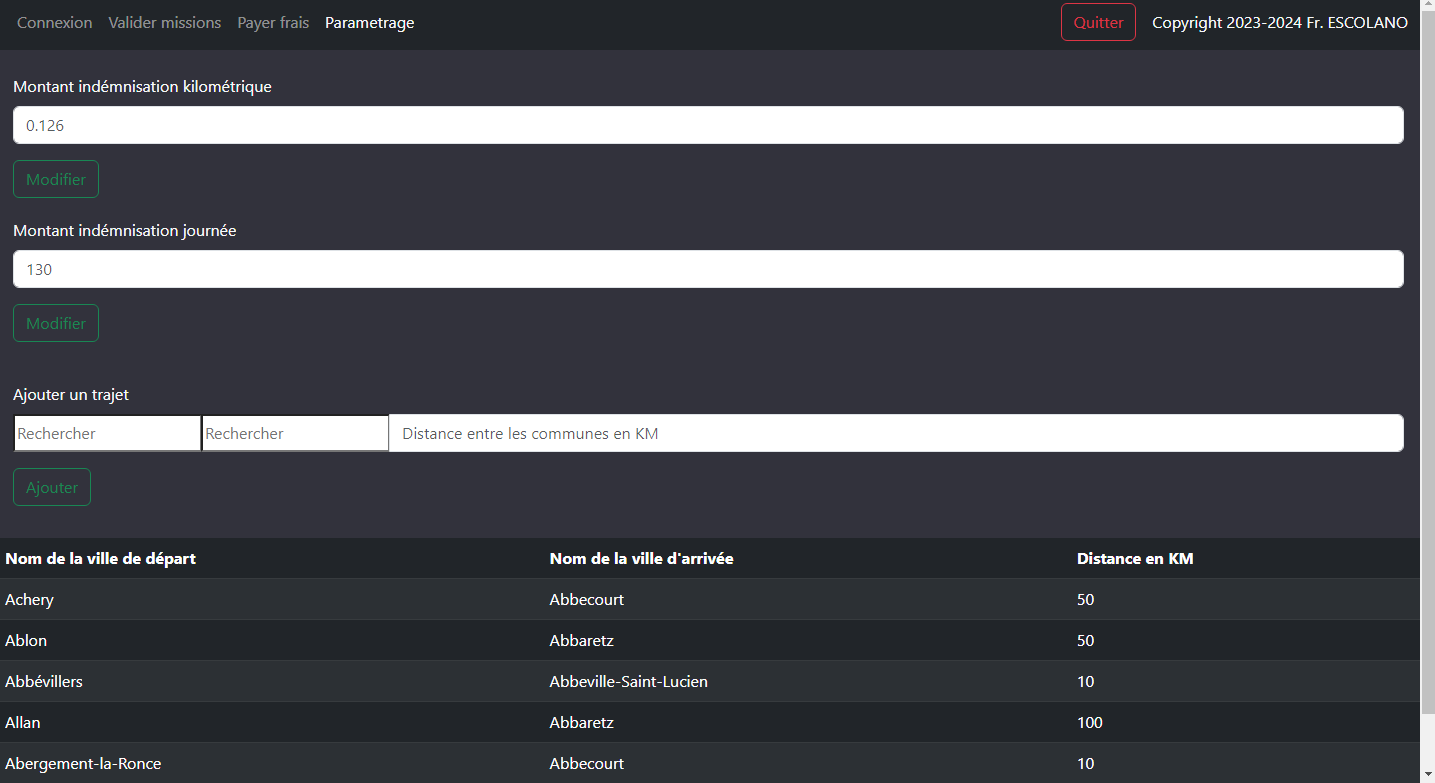 Connexion Valider missions Payer frais Parametrage Quitter Copyright 2023-2024 Fr. ESCOLANO
Montant indémnisation kilométrique
0.126
Modifier
Montant indémnisation journée
130
Modifier
Ajouter un trajet
Rechercher Rechercher Distance entre les communes en KM
Ajouter
Nom de la ville de départ Nom de la ville d'arrivée Distance en KM
Achery Abbecourt 50
Ablon Abbaretz 50
Abbévillers Abbeville-Saint-Lucien 10
Allan Abbaretz 100
Abergement-la-Ronce Abbecourt 10